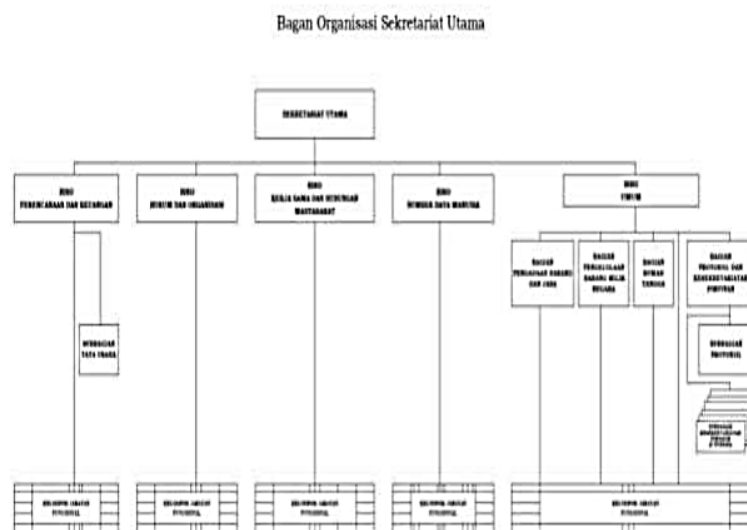 Bagan Organisasi Sekretariat Utama
SEKRETARIAT UTAMA
BIRO
PERENCANAAN DAN KEUANGAN
BIRO
HUKUM DAN ORGANISASI
BIRO
KERJA SAMA DAN HUBUNGAN
MASYARAKAT
BIRO
SUMBER DAYA MANUSIA
BIRO
UMUM
BAGIAN
PENGADAAN BARANG
DAN JASA
BAGIAN
PENGELOLAAN
BARANG MILIK
NEGARA
BAGIAN
RUMAH
TANGGA
BAGIAN
PROTOKOL DAN
KESEKRETARIATAN
PIMPINAN
SUBBAGIAN
TATA USAHA
SUBBAGIAN
PROTOKOL
SUBBAGIAN
KELOMPOK JABATAN
FUNGSIONAL
KELOMPOK JABATAN
FUNGSIONAL
KELOMPOK JABATAN
FUNGSIONAL
KELOMPOK JABATAN
FUNGSIONAL
KELOMPOK JABATAN
FUNGSIONAL